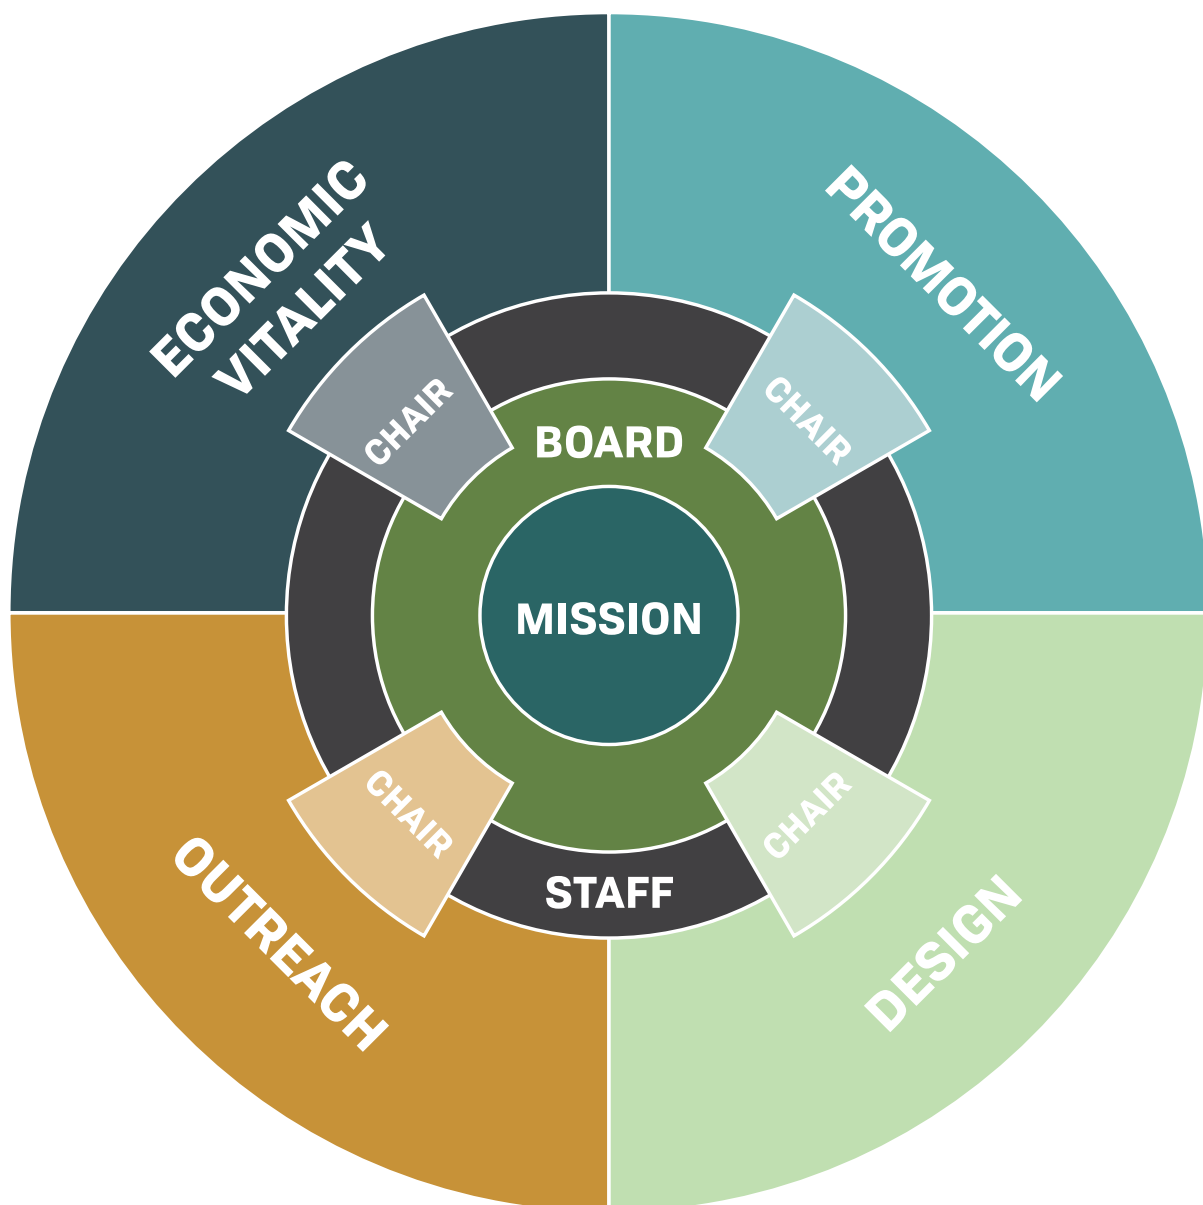 ECONOMIC
VITALITY
PROMOTION
CHAIR
CHAIR
BOARD
MISSION
CHAIR
CHAIR
STAFF
OUTREACH
DESIGN